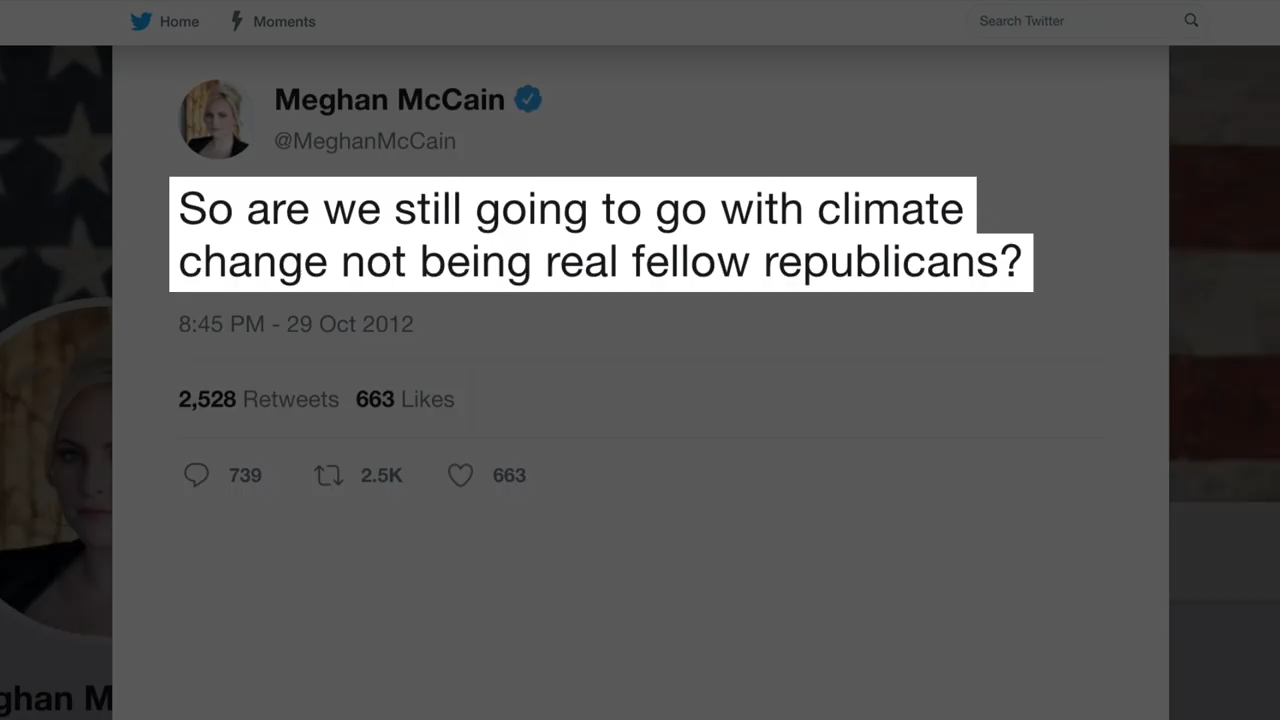 Home Moments Search Twitter
Meghan McCain
@MeghanMcCain
So are we still going to go with climate
change not being real fellow republicans?
8:45 PM - 29 Oct 2012
2,528 Retweets 663 Likes
739 2.5K 663
ghan M